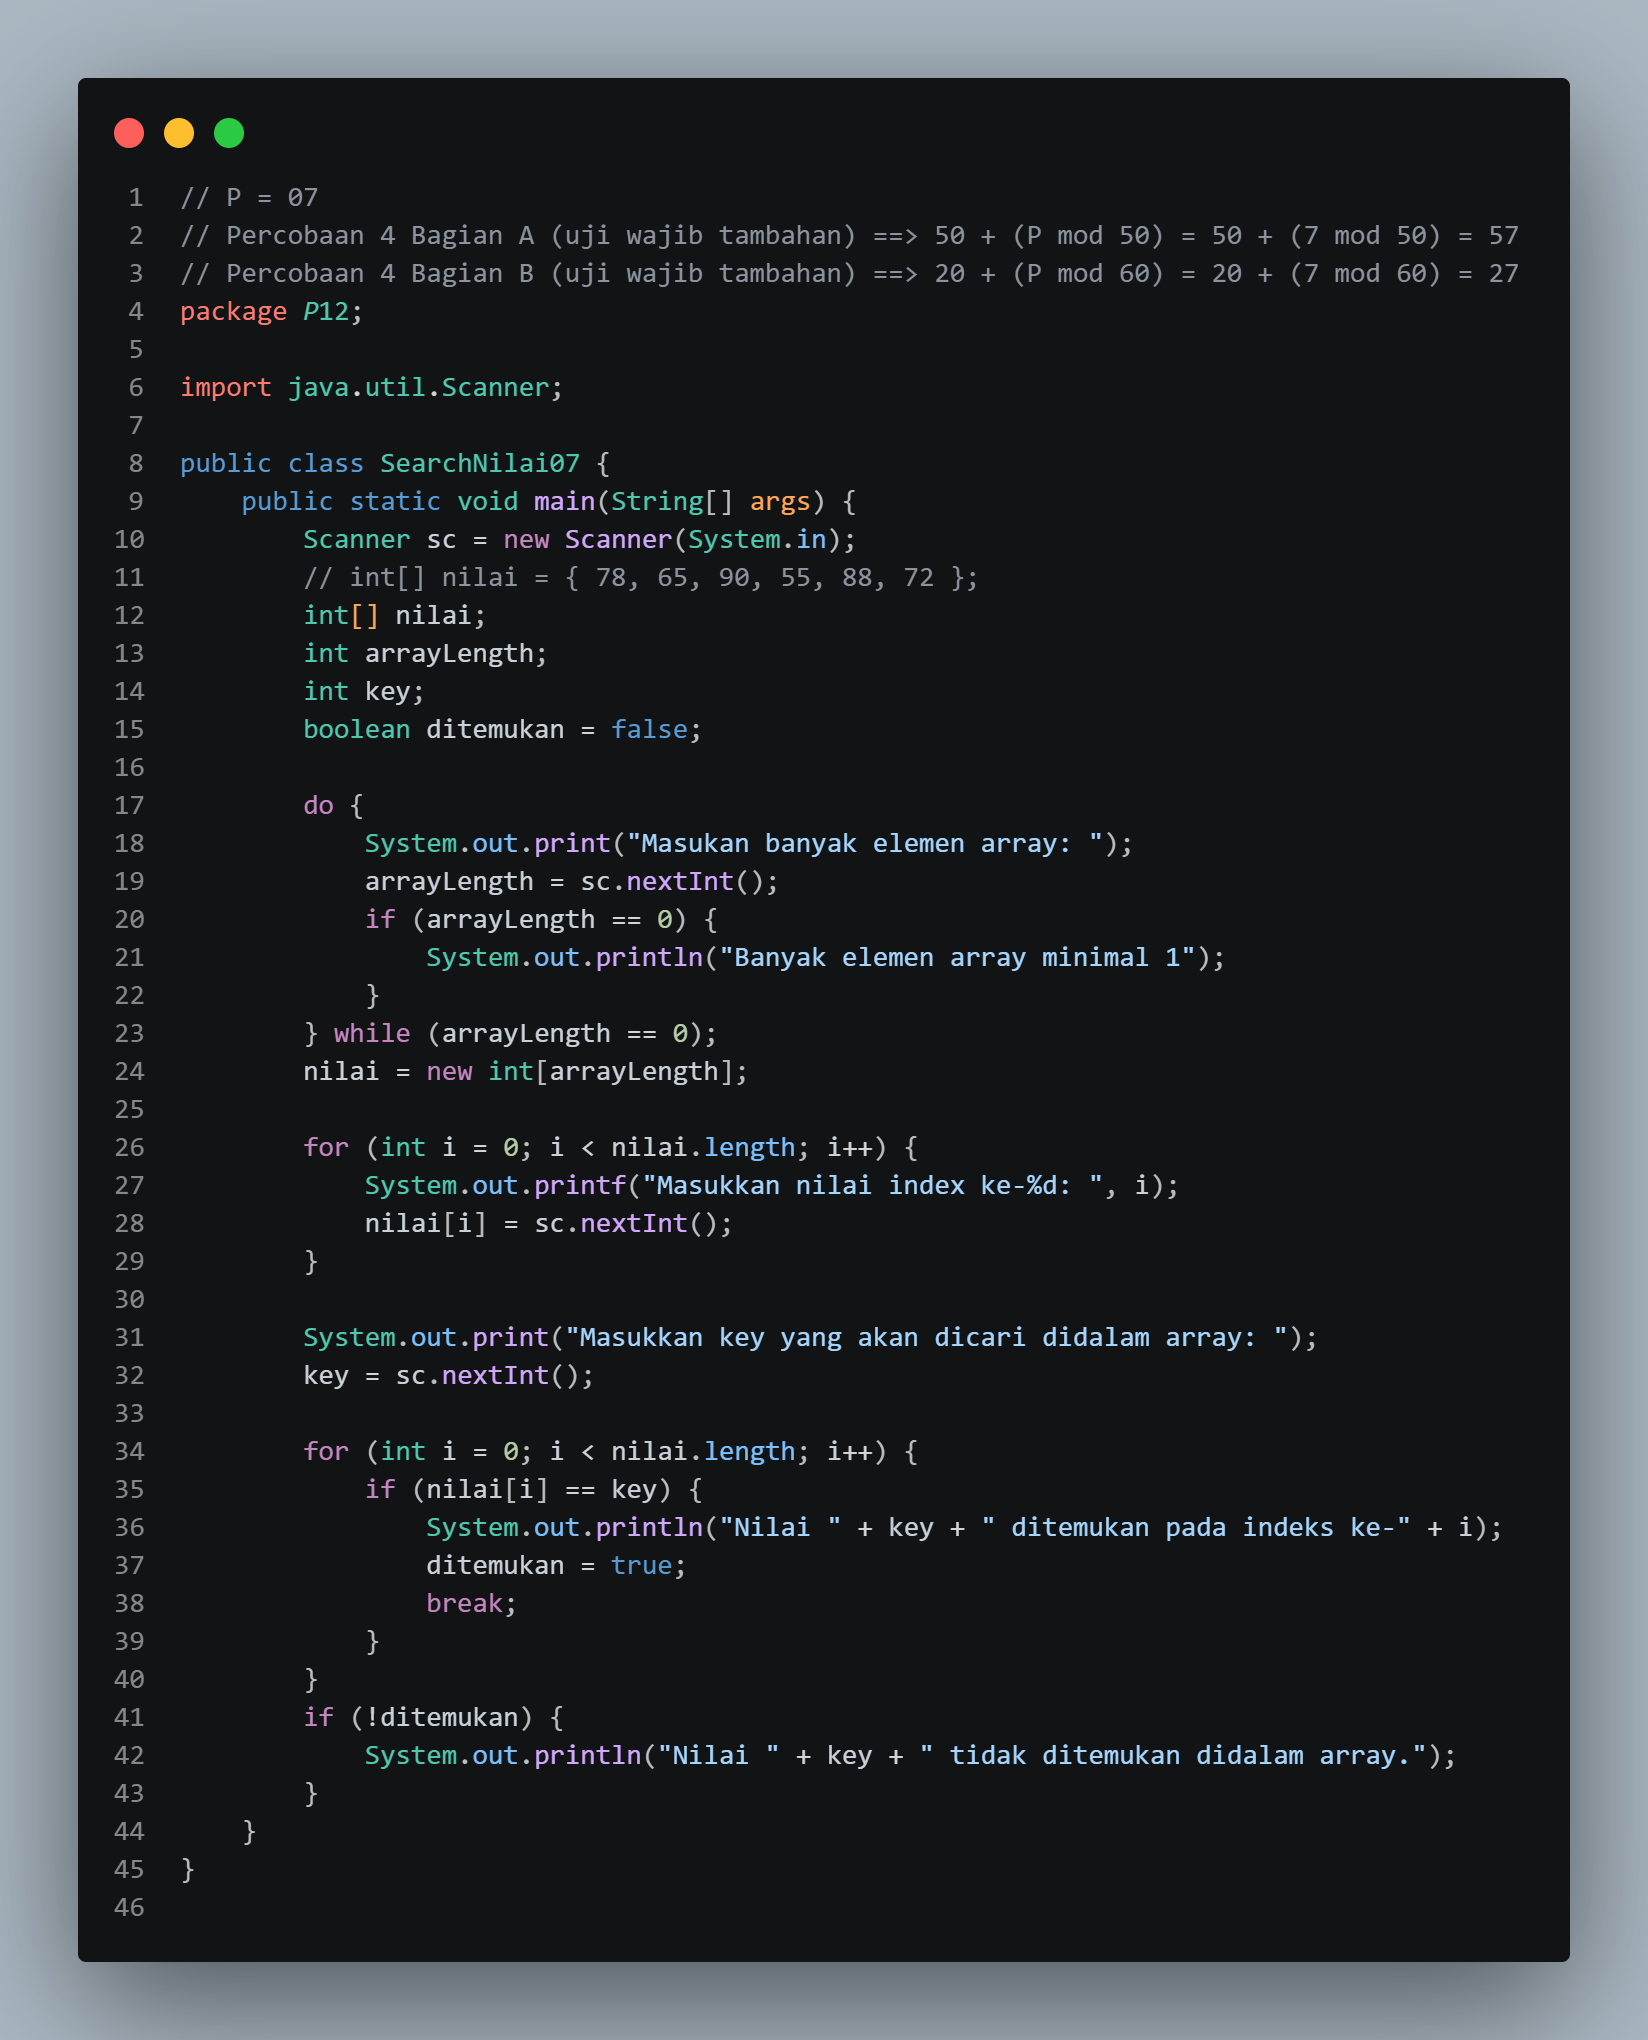 1 // P = 07
2 // Percobaan 4 Bagian A (uji wajib tambahan) ==> 50 + (P mod 50) = 50 + (7 mod 50) = 57
3 // Percobaan 4 Bagian B (uji wajib tambahan) ==> 20 + (P mod 60) = 20 + (7 mod 60) = 27
4 package P12;
5
6 import java.util.Scanner;
7
8 public class SearchNilai07 {
9     public static void main(String[] args) {
10         Scanner sc = new Scanner(System.in);
11         // int[] nilai = { 78, 65, 90, 55, 88, 72 };
12         int[] nilai;
13         int arrayLength;
14         int key;
15         boolean ditemukan = false;
16
17         do {
18             System.out.print("Masukan banyak elemen array: ");
19             arrayLength = sc.nextInt();
20             if (arrayLength == 0) {
21                 System.out.println("Banyak elemen array minimal 1");
22             }
23         } while (arrayLength == 0);
24         nilai = new int[arrayLength];
25
26         for (int i = 0; i < nilai.length; i++) {
27             System.out.printf("Masukkan nilai index ke-%d: ", i);
28             nilai[i] = sc.nextInt();
29         }
30
31         System.out.print("Masukkan key yang akan dicari didalam array: ");
32         key = sc.nextInt();
33
34         for (int i = 0; i < nilai.length; i++) {
35             if (nilai[i] == key) {
36                 System.out.println("Nilai " + key + " ditemukan pada indeks ke-" + i);
37                 ditemukan = true;
38                 break;
39             }
40         }
41         if (!ditemukan) {
42             System.out.println("Nilai " + key + " tidak ditemukan didalam array.");
43         }
44     }
45 }
46